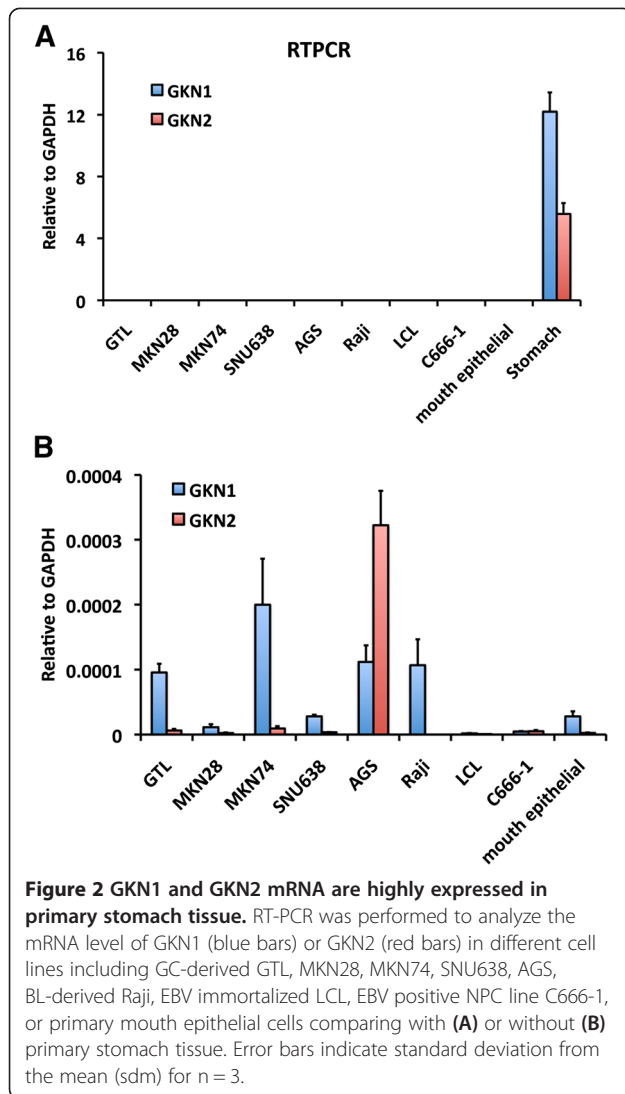 A
RTPCR
16
12
8
4
0
Relative to GAPDH
GKN1
GKN2
GTL
MKN28
MKN74
SNU638
AGS
Raji
LCL
C666-1
mouth epithelial
Stomach
B
0.0004
0.0003
0.0002
0.0001
0
Relative to GAPDH
GKN1
GKN2
GTL
MKN28
MKN74
SNU638
AGS
Raji
LCL
C666-1
mouth epithelial
Figure 2 GKN1 and GKN2 mRNA are highly expressed in
primary stomach tissue. RT-PCR was performed to analyze the
mRNA level of GKN1 (blue bars) or GKN2 (red bars) in different cell
lines including GC-derived GTL, MKN28, MKN74, SNU638, AGS,
BL-derived Raji, EBV immortalized LCL, EBV positive NPC line C666-1,
or primary mouth epithelial cells comparing with (A) or without (B)
primary stomach tissue. Error bars indicate standard deviation from
the mean (sdm) for n = 3.